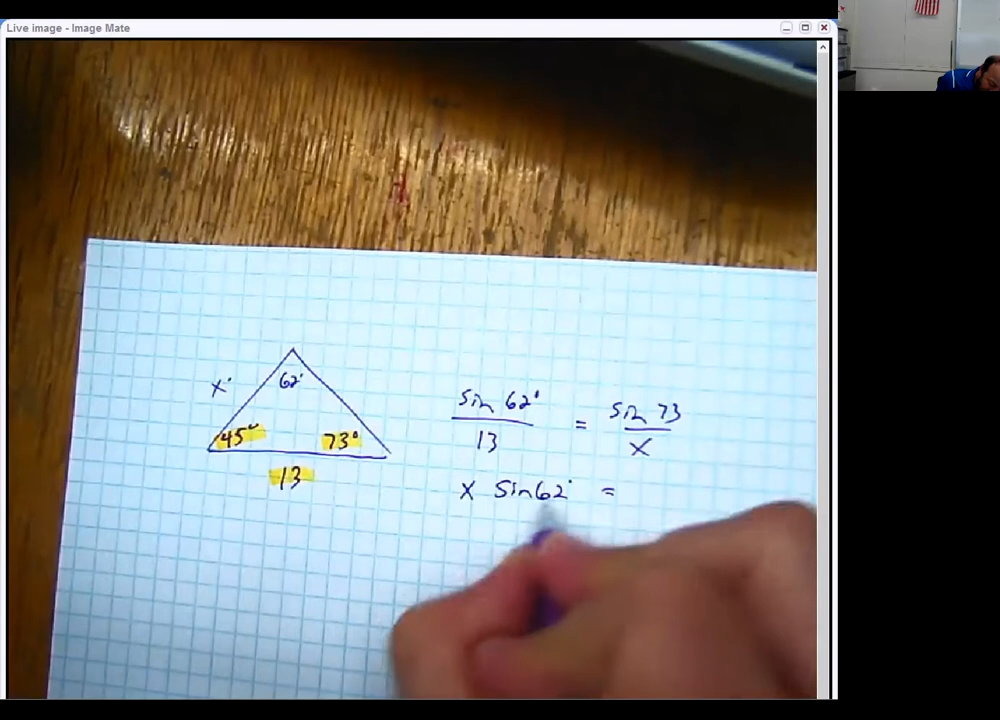 Live image - Image Mate
62°
x
45°
73°
13
sin 62° / 13 = sin 73 / x
x sin 62° =